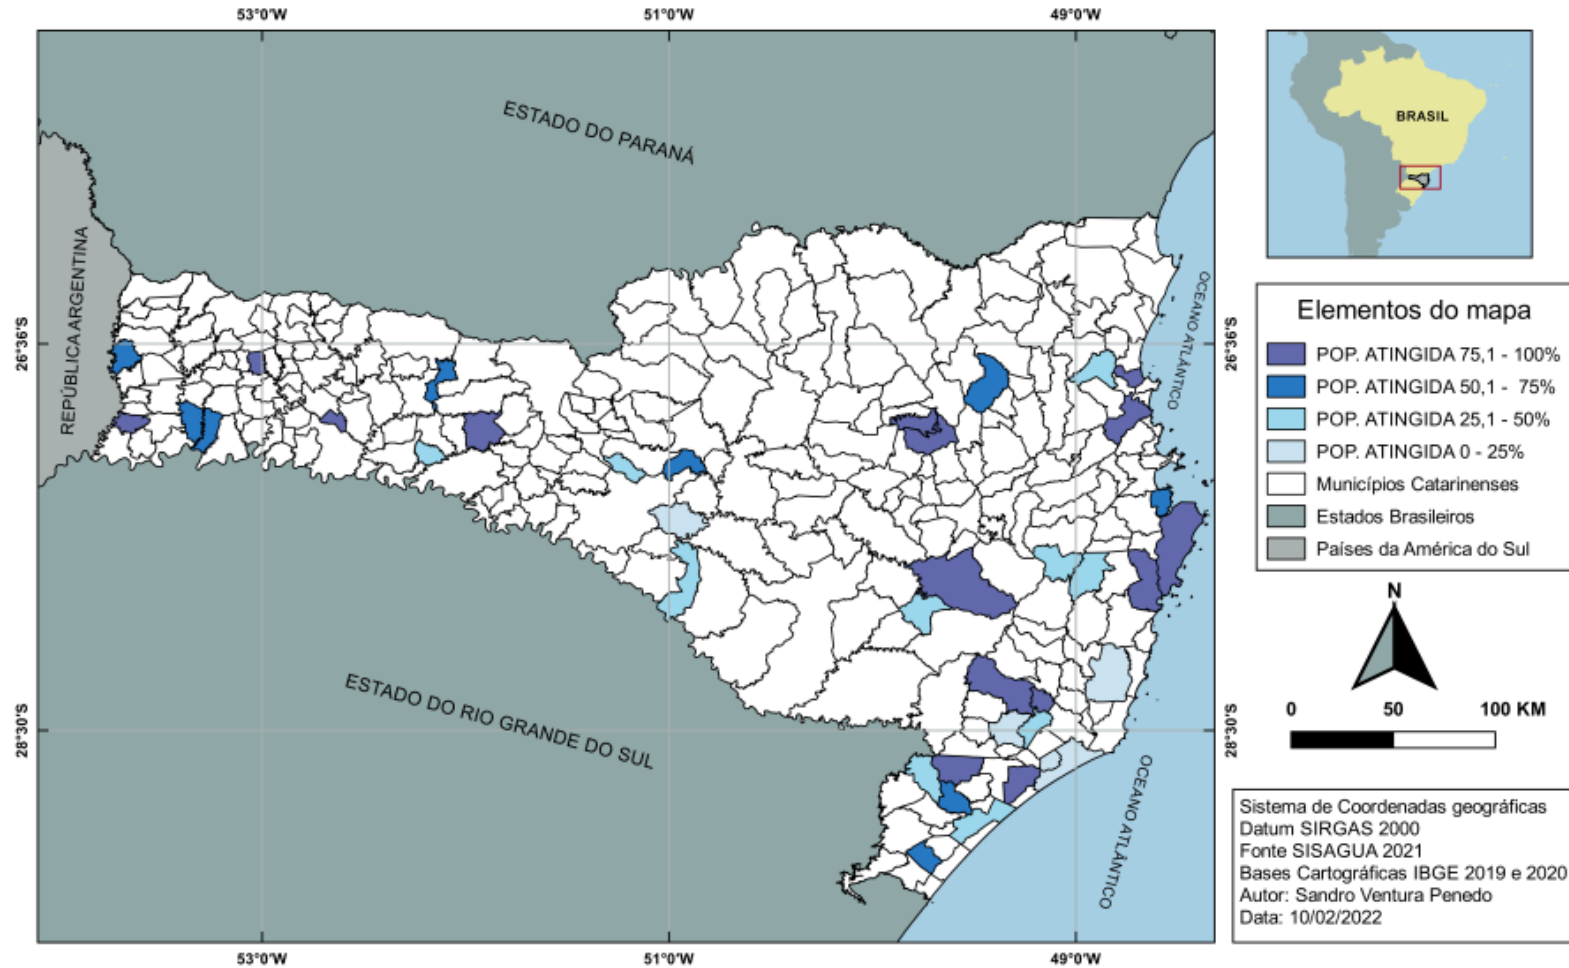 53°0'W
51°0'W
49°0'W
ESTADO DO PARANÁ
BRASIL
REPÚBLICA ARGENTINA
OCEANO ATLÂNTICO
26°36'S
26°36'S
Elementos do mapa
POP. ATINGIDA 75,1 - 100%
POP. ATINGIDA 50,1 - 75%
POP. ATINGIDA 25,1 - 50%
POP. ATINGIDA 0 - 25%
Municípios Catarinenses
Estados Brasileiros
Países da América do Sul
N
0 50 100 KM
ESTADO DO RIO GRANDE DO SUL
28°30'S
28°30'S
OCEANO ATLÂNTICO
Sistema de Coordenadas geográficas
Datum SIRGAS 2000
Fonte SISAGUA 2021
Bases Cartográficas IBGE 2019 e 2020
Autor: Sandro Ventura Penedo
Data: 10/02/2022
53°0'W
51°0'W
49°0'W